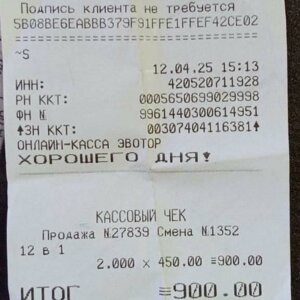 Подпись клиента не требуется
5B08BE6EABBB379F91FFE1FFEF42CE02
~S
12.04.25 15:13
ИНН: 420520711928
РН ККТ: 0005650699029998
ФН № 9961440300614951
↑ЗН ККТ: 00307404116381↑
ОНЛАЙН-КАССА ЭВОТОР
ХОРОШЕГО ДНЯ!
КАССОВЫЙ ЧЕК
Продажа №27839 Смена №1352
12 в 1
2.000 × 450.00 ≡900.00
ИТОГ ≡900.00